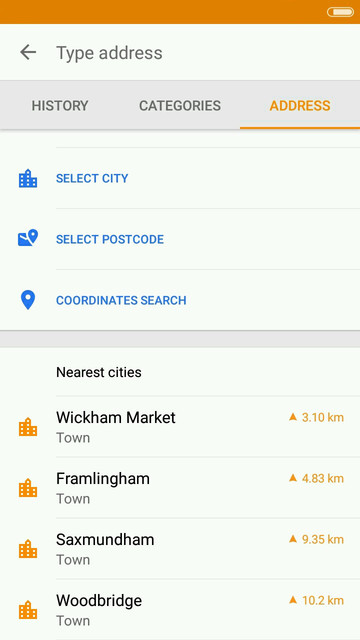 Type address
HISTORY
CATEGORIES
ADDRESS
SELECT CITY
SELECT POSTCODE
COORDINATES SEARCH
Nearest cities
Wickham Market
3.10 km
Town
Framlingham
4.83 km
Town
Saxmundham
9.35 km
Town
Woodbridge
10.2 km
Town